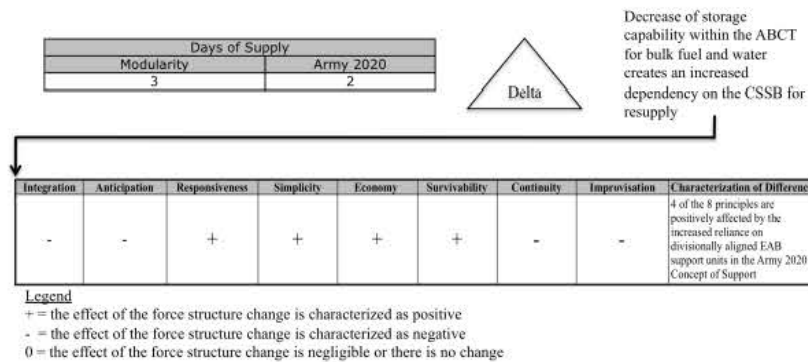 Days of Supply
Modularity Army 2020
3 2
Delta
Decrease of storage
capability within the ABCT
for bulk fuel and water
creates an increased
dependency on the CSSB for
resupply
Integration Anticipation Responsiveness Simplicity Economy Survivability Continuity Improvisation Characterization of Difference
- - + + + + - -
4 of the 8 principles are
positively affected by the
increased reliance on
divisionally aligned EAB
support units in the Army 2020
Concept of Support
Legend
+ = the effect of the force structure change is characterized as positive
- = the effect of the force structure change is characterized as negative
0 = the effect of the force structure change is negligible or there is no change